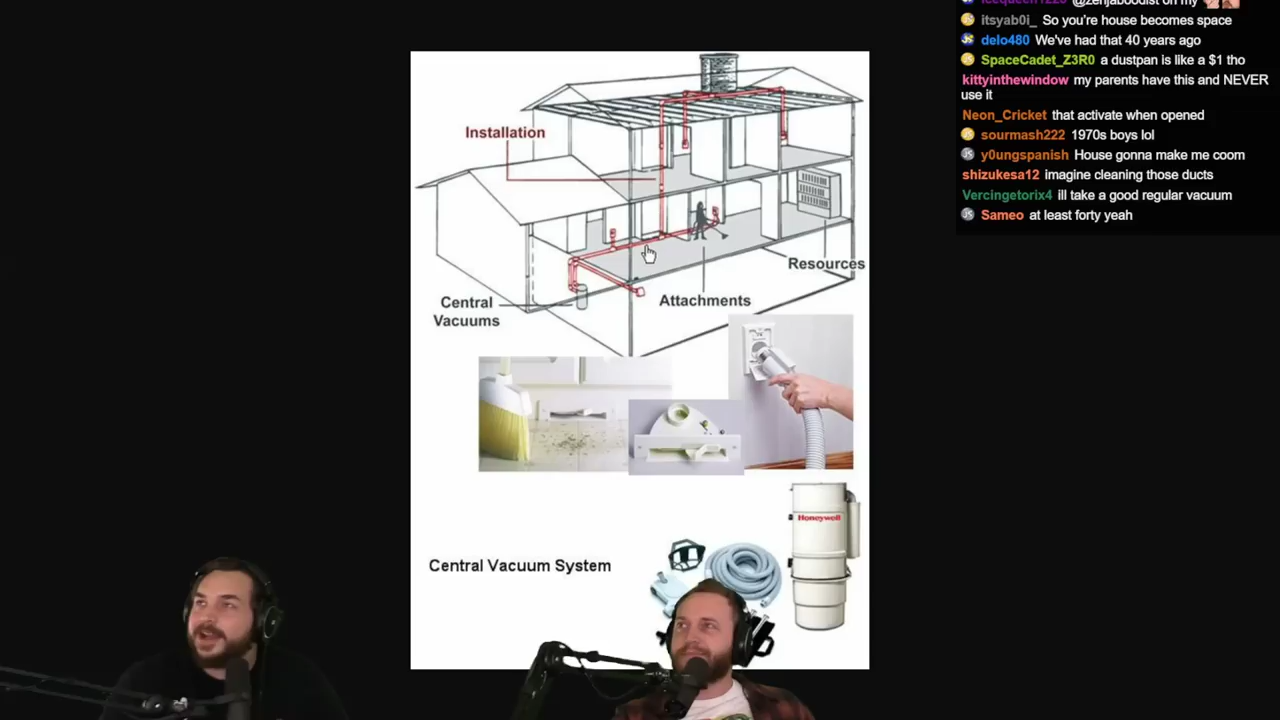 @zenjaboodist on my
itsyab0i_ So you're house becomes space
delo480 We've had that 40 years ago
SpaceCadet_Z3R0 a dustpan is like a $1 tho
kittyinthewindow my parents have this and NEVER
use it
Neon_Cricket that activate when opened
sourmash222 1970s boys lol
y0ungspanish House gonna make me coom
shizukesa12 imagine cleaning those ducts
Vercingetorix4 ill take a good regular vacuum
Sameo at least forty yeah
Installation
Resources
Attachments
Central
Vacuums
Honeywell
Central Vacuum System